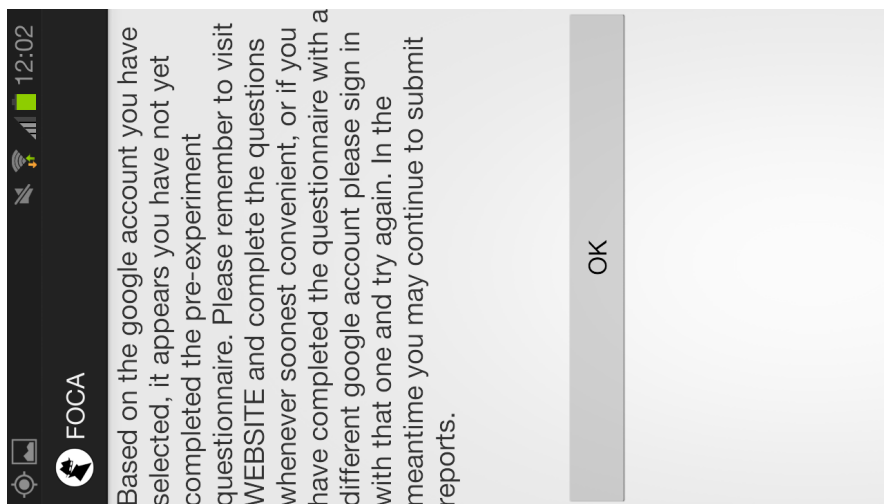 12:02
FOCA
Based on the google account you have
selected, it appears you have not yet
completed the pre-experiment
questionnaire. Please remember to visit
WEBSITE and complete the questions
whenever soonest convenient, or if you
have completed the questionnaire with a
different google account please sign in
with that one and try again. In the
meantime you may continue to submit
reports.
OK